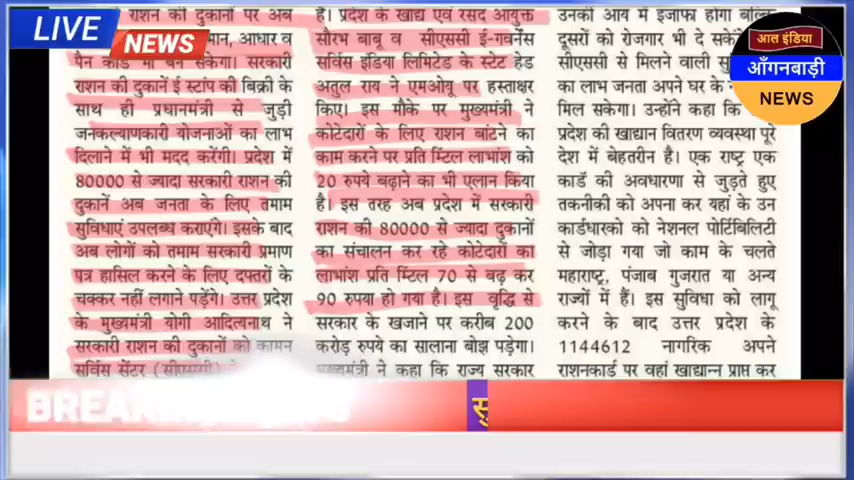 LIVE
NEWS
आल इंडिया
आँगनबाड़ी
NEWS
राशन की दुकानों पर अब
आधार व
पैन कार्ड भी बन सकेगा। सरकारी
राशन की दुकानें ई स्टांप की बिक्री के
साथ ही प्रधानमंत्री से जुड़ी
जनकल्याणकारी योजनाओं का लाभ
दिलाने में भी मदद करेंगी। प्रदेश में
80000 से ज्यादा सरकारी राशन की
दुकानें अब जनता के लिए तमाम
सुविधाएं उपलब्ध कराएंगे। इसके बाद
अब लोगों को तमाम सरकारी प्रमाण
पत्र हासिल करने के लिए दफ्तरों के
चक्कर नहीं लगाने पड़ेंगे। उत्तर प्रदेश
के मुख्यमंत्री योगी आदित्यनाथ ने
सरकारी राशन की दुकानों को कामन
सर्विस सेंटर (सीएससी)
है। प्रदेश के खाद्य एवं रसद आयुक्त
सौरभ बाबू व सीएससी ई-गवर्नेंस
सर्विस इंडिया लिमिटेड के स्टेट हेड
अतुल राय ने एमओयू पर हस्ताक्षर
किए। इस मौके पर मुख्यमंत्री ने
कोटेदारों के लिए राशन बांटने का
काम करने पर प्रति म्टिल लाभांश को
20 रुपये बढ़ाने का भी एलान किया
है। इस तरह अब प्रदेश में सरकारी
राशन की 80000 से ज्यादा दुकानों
का संचालन कर रहे कोटेदारों का
लाभांश प्रति म्टिल 70 से बढ़ कर
90 रुपया हो गया है। इस वृद्धि से
सरकार के खजाने पर करीब 200
करोड़ रुपये का सालाना बोझ पड़ेगा।
मुख्यमंत्री ने कहा कि राज्य सरकार
उनकी आय में इजाफा होगा बल्कि
दूसरों को रोजगार भी दे सकेंगे
सीएससी से मिलने वाली
का लाभ जनता अपने घर के
मिल सकेगा। उन्होंने कहा कि
प्रदेश की खाद्यान वितरण व्यवस्था पूरे
देश में बेहतरीन है। एक राष्ट्र एक
कार्ड की अवधारणा से जुड़ते हुए
तकनीकी को अपना कर यहां के उन
कार्डधारको को नेशनल पोर्टिबिलिटी
से जोड़ा गया जो काम के चलते
महाराष्ट्र, पंजाब गुजरात या अन्य
राज्यों में हैं। इस सुविधा को लागू
करने के बाद उत्तर प्रदेश के
1144612 नागरिक अपने
राशनकार्ड पर वहां खाद्यान्न प्राप्त कर